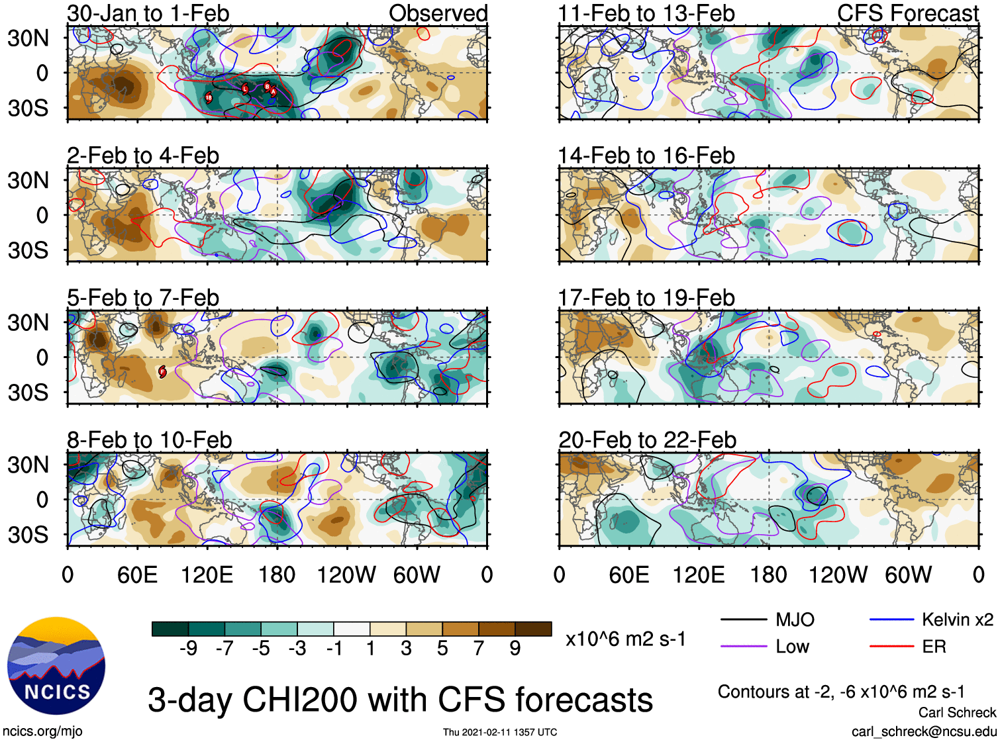 30-Jan to 1-Feb Observed
11-Feb to 13-Feb CFS Forecast
30N
0
30S
18 L B A
2-Feb to 4-Feb
14-Feb to 16-Feb
30N
0
30S
5-Feb to 7-Feb
17-Feb to 19-Feb
30N
0
30S
F
8-Feb to 10-Feb
20-Feb to 22-Feb
30N
0
30S
0 60E 120E 180 120W 60W 0
0 60E 120E 180 120W 60W 0
-9 -7 -5 -3 -1 1 3 5 7 9
x10^6 m2 s-1
MJO Kelvin x2
Low ER
NCICS
3-day CHI200 with CFS forecasts
Contours at -2, -6 x10^6 m2 s-1
Carl Schreck
ncics.org/mjo
Thu 2021-02-11 1357 UTC
carl_schreck@ncsu.edu